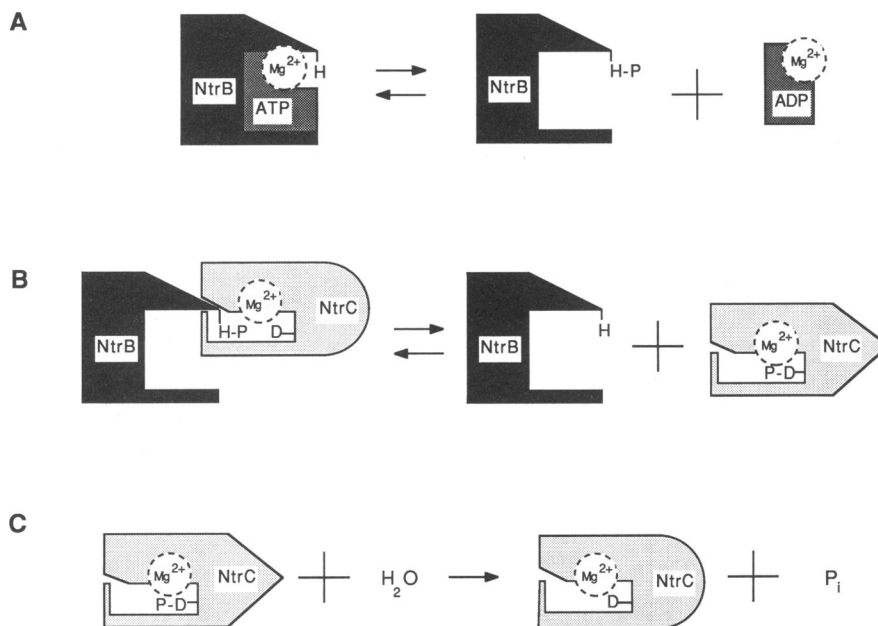 A
NtrB
Mg2+
H
ATP
NtrB
H-P
+
Mg2+
ADP
B
NtrB
Mg2+
NtrC
H-P
D
NtrB
H
+
Mg2+
NtrC
P-D
C
Mg2+
NtrC
P-D
+
H2O
Mg2+
NtrC
D
+
Pi